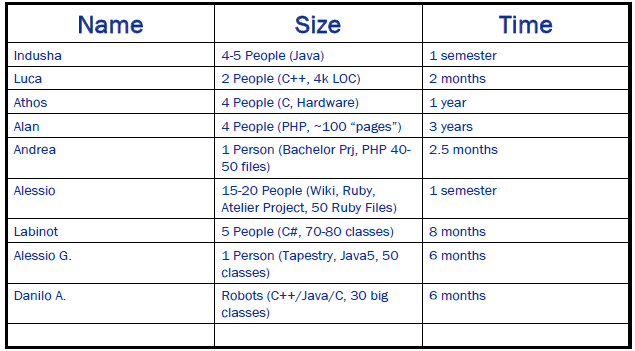 Name Size Time
Indusha 4-5 People (Java) 1 semester
Luca 2 People (C++, 4k LOC) 2 months
Athos 4 People (C, Hardware) 1 year
Alan 4 People (PHP, ~100 “pages”) 3 years
Andrea 1 Person (Bachelor Prj, PHP 40- 2.5 months
50 files)
Alessio 15-20 People (Wiki, Ruby, 1 semester
Atelier Project, 50 Ruby Files)
Labinot 5 People (C#, 70-80 classes) 8 months
Alessio G. 1 Person (Tapestry, Java5, 50 6 months
classes)
Danilo A. Robots (C++/Java/C, 30 big 6 months
classes)